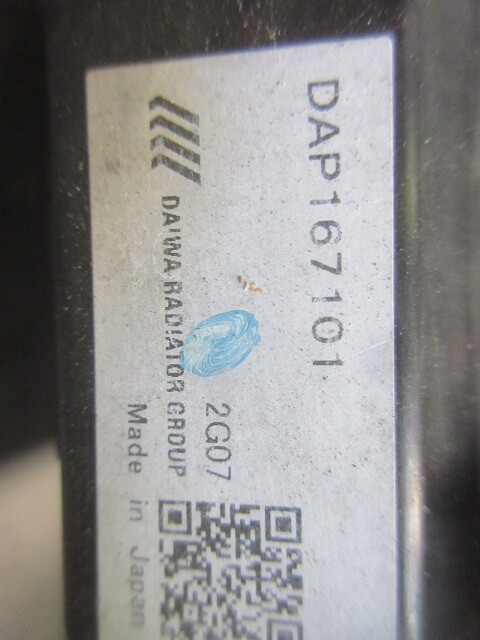 DAP167101
2G07
DAIWA RADIATOR GROUP
Made in Japan